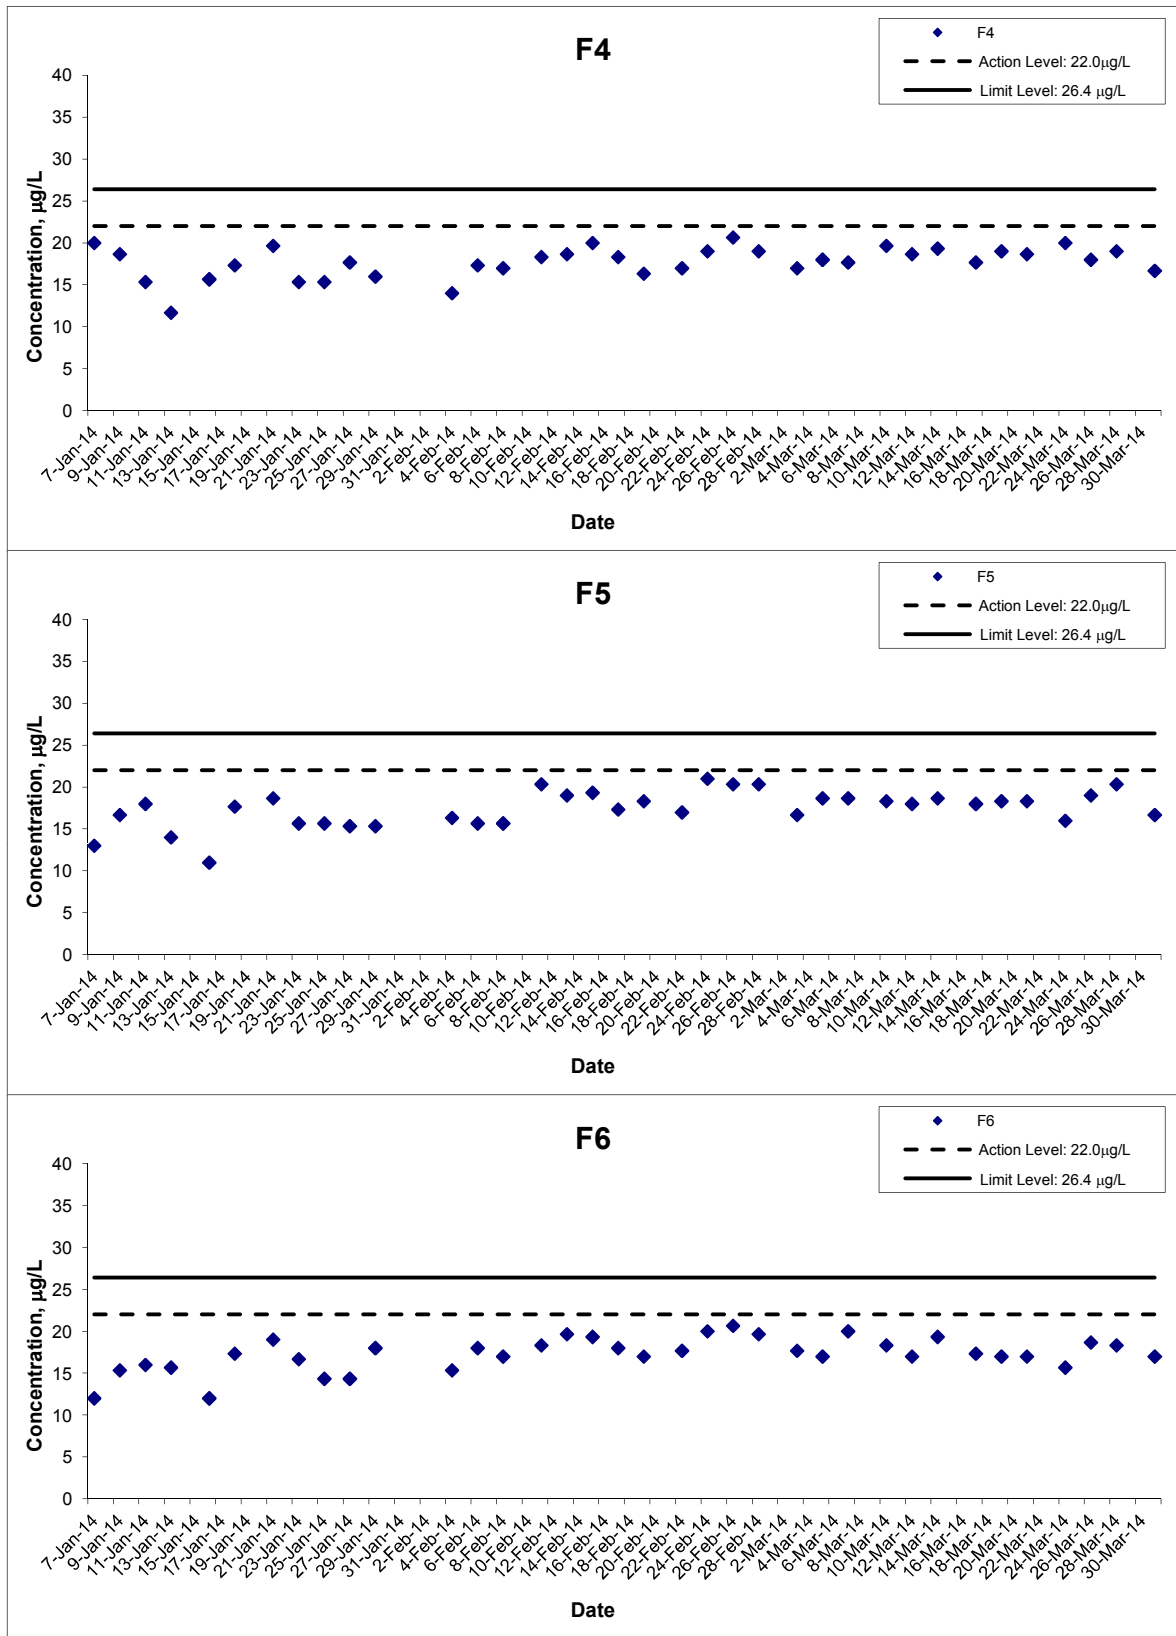 F4
F4
Action Level: 22.0µg/L
Limit Level: 26.4 µg/L
Concentration, µg/L
40
35
30
25
20
15
10
5
0
7-Jan-14
9-Jan-14
11-Jan-14
13-Jan-14
15-Jan-14
17-Jan-14
19-Jan-14
21-Jan-14
23-Jan-14
25-Jan-14
27-Jan-14
29-Jan-14
31-Jan-14
2-Feb-14
4-Feb-14
6-Feb-14
8-Feb-14
10-Feb-14
12-Feb-14
14-Feb-14
16-Feb-14
18-Feb-14
20-Feb-14
22-Feb-14
24-Feb-14
26-Feb-14
28-Feb-14
2-Mar-14
4-Mar-14
6-Mar-14
8-Mar-14
10-Mar-14
12-Mar-14
14-Mar-14
16-Mar-14
18-Mar-14
20-Mar-14
22-Mar-14
24-Mar-14
26-Mar-14
28-Mar-14
30-Mar-14
Date
F5
F5
Action Level: 22.0µg/L
Limit Level: 26.4 µg/L
Concentration, µg/L
40
35
30
25
20
15
10
5
0
7-Jan-14
9-Jan-14
11-Jan-14
13-Jan-14
15-Jan-14
17-Jan-14
19-Jan-14
21-Jan-14
23-Jan-14
25-Jan-14
27-Jan-14
29-Jan-14
31-Jan-14
2-Feb-14
4-Feb-14
6-Feb-14
8-Feb-14
10-Feb-14
12-Feb-14
14-Feb-14
16-Feb-14
18-Feb-14
20-Feb-14
22-Feb-14
24-Feb-14
26-Feb-14
28-Feb-14
2-Mar-14
4-Mar-14
6-Mar-14
8-Mar-14
10-Mar-14
12-Mar-14
14-Mar-14
16-Mar-14
18-Mar-14
20-Mar-14
22-Mar-14
24-Mar-14
26-Mar-14
28-Mar-14
30-Mar-14
Date
F6
F6
Action Level: 22.0µg/L
Limit Level: 26.4 µg/L
Concentration, µg/L
40
35
30
25
20
15
10
5
0
7-Jan-14
9-Jan-14
11-Jan-14
13-Jan-14
15-Jan-14
17-Jan-14
19-Jan-14
21-Jan-14
23-Jan-14
25-Jan-14
27-Jan-14
29-Jan-14
31-Jan-14
2-Feb-14
4-Feb-14
6-Feb-14
8-Feb-14
10-Feb-14
12-Feb-14
14-Feb-14
16-Feb-14
18-Feb-14
20-Feb-14
22-Feb-14
24-Feb-14
26-Feb-14
28-Feb-14
2-Mar-14
4-Mar-14
6-Mar-14
8-Mar-14
10-Mar-14
12-Mar-14
14-Mar-14
16-Mar-14
18-Mar-14
20-Mar-14
22-Mar-14
24-Mar-14
26-Mar-14
28-Mar-14
30-Mar-14
Date